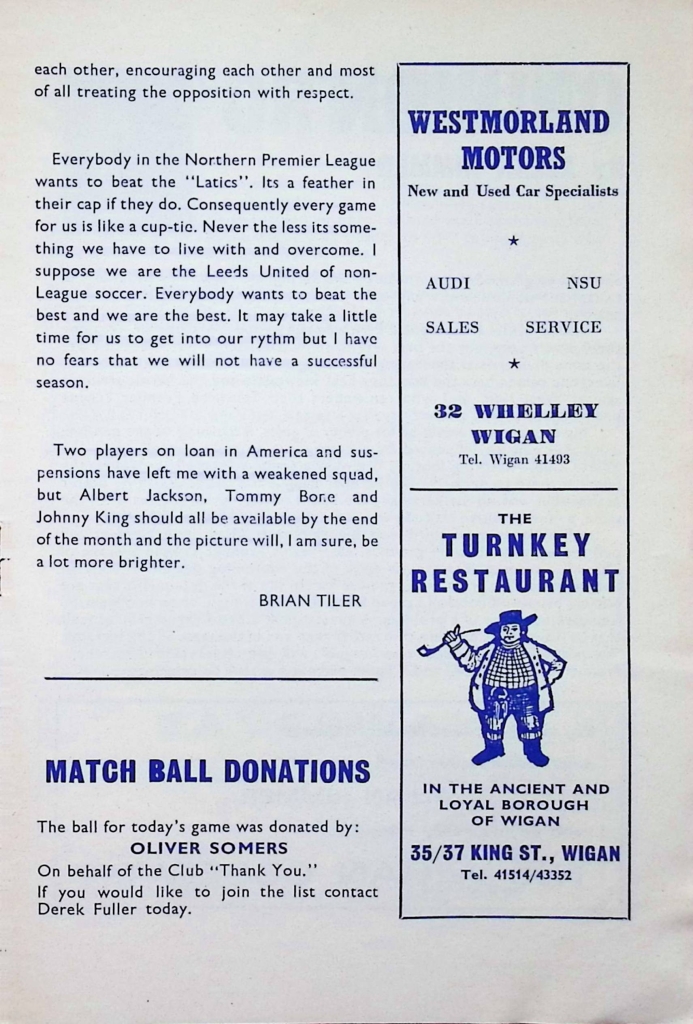 each other, encouraging each other and most
of all treating the opposition with respect.
Everybody in the Northern Premier League
wants to beat the "Latics". Its a feather in
their cap if they do. Consequently every game
for us is like a cup-tie. Never the less its some-
thing we have to live with and overcome. I
suppose we are the Leeds United of non-
League soccer. Everybody wants to beat the
best and we are the best. It may take a little
time for us to get into our rythm but I have
no fears that we will not have a successful
season.
Two players on loan in America and sus-
pensions have left me with a weakened squad,
but Albert Jackson, Tommy Bone and
Johnny King should all be available by the end
of the month and the picture will, I am sure, be
a lot more brighter.
BRIAN TILER
MATCH BALL DONATIONS
The ball for today's game was donated by:
OLIVER SOMERS
On behalf of the Club "Thank You."
If you would like to join the list contact
Derek Fuller today.
WESTMORLAND
MOTORS
New and Used Car Specialists
AUDI NSU
SALES SERVICE
32 WHELLEY
WIGAN
Tel. Wigan 41493
THE
TURNKEY
RESTAURANT
IN THE ANCIENT AND
LOYAL BOROUGH
OF WIGAN
35/37 KING ST., WIGAN
Tel. 41514/43352